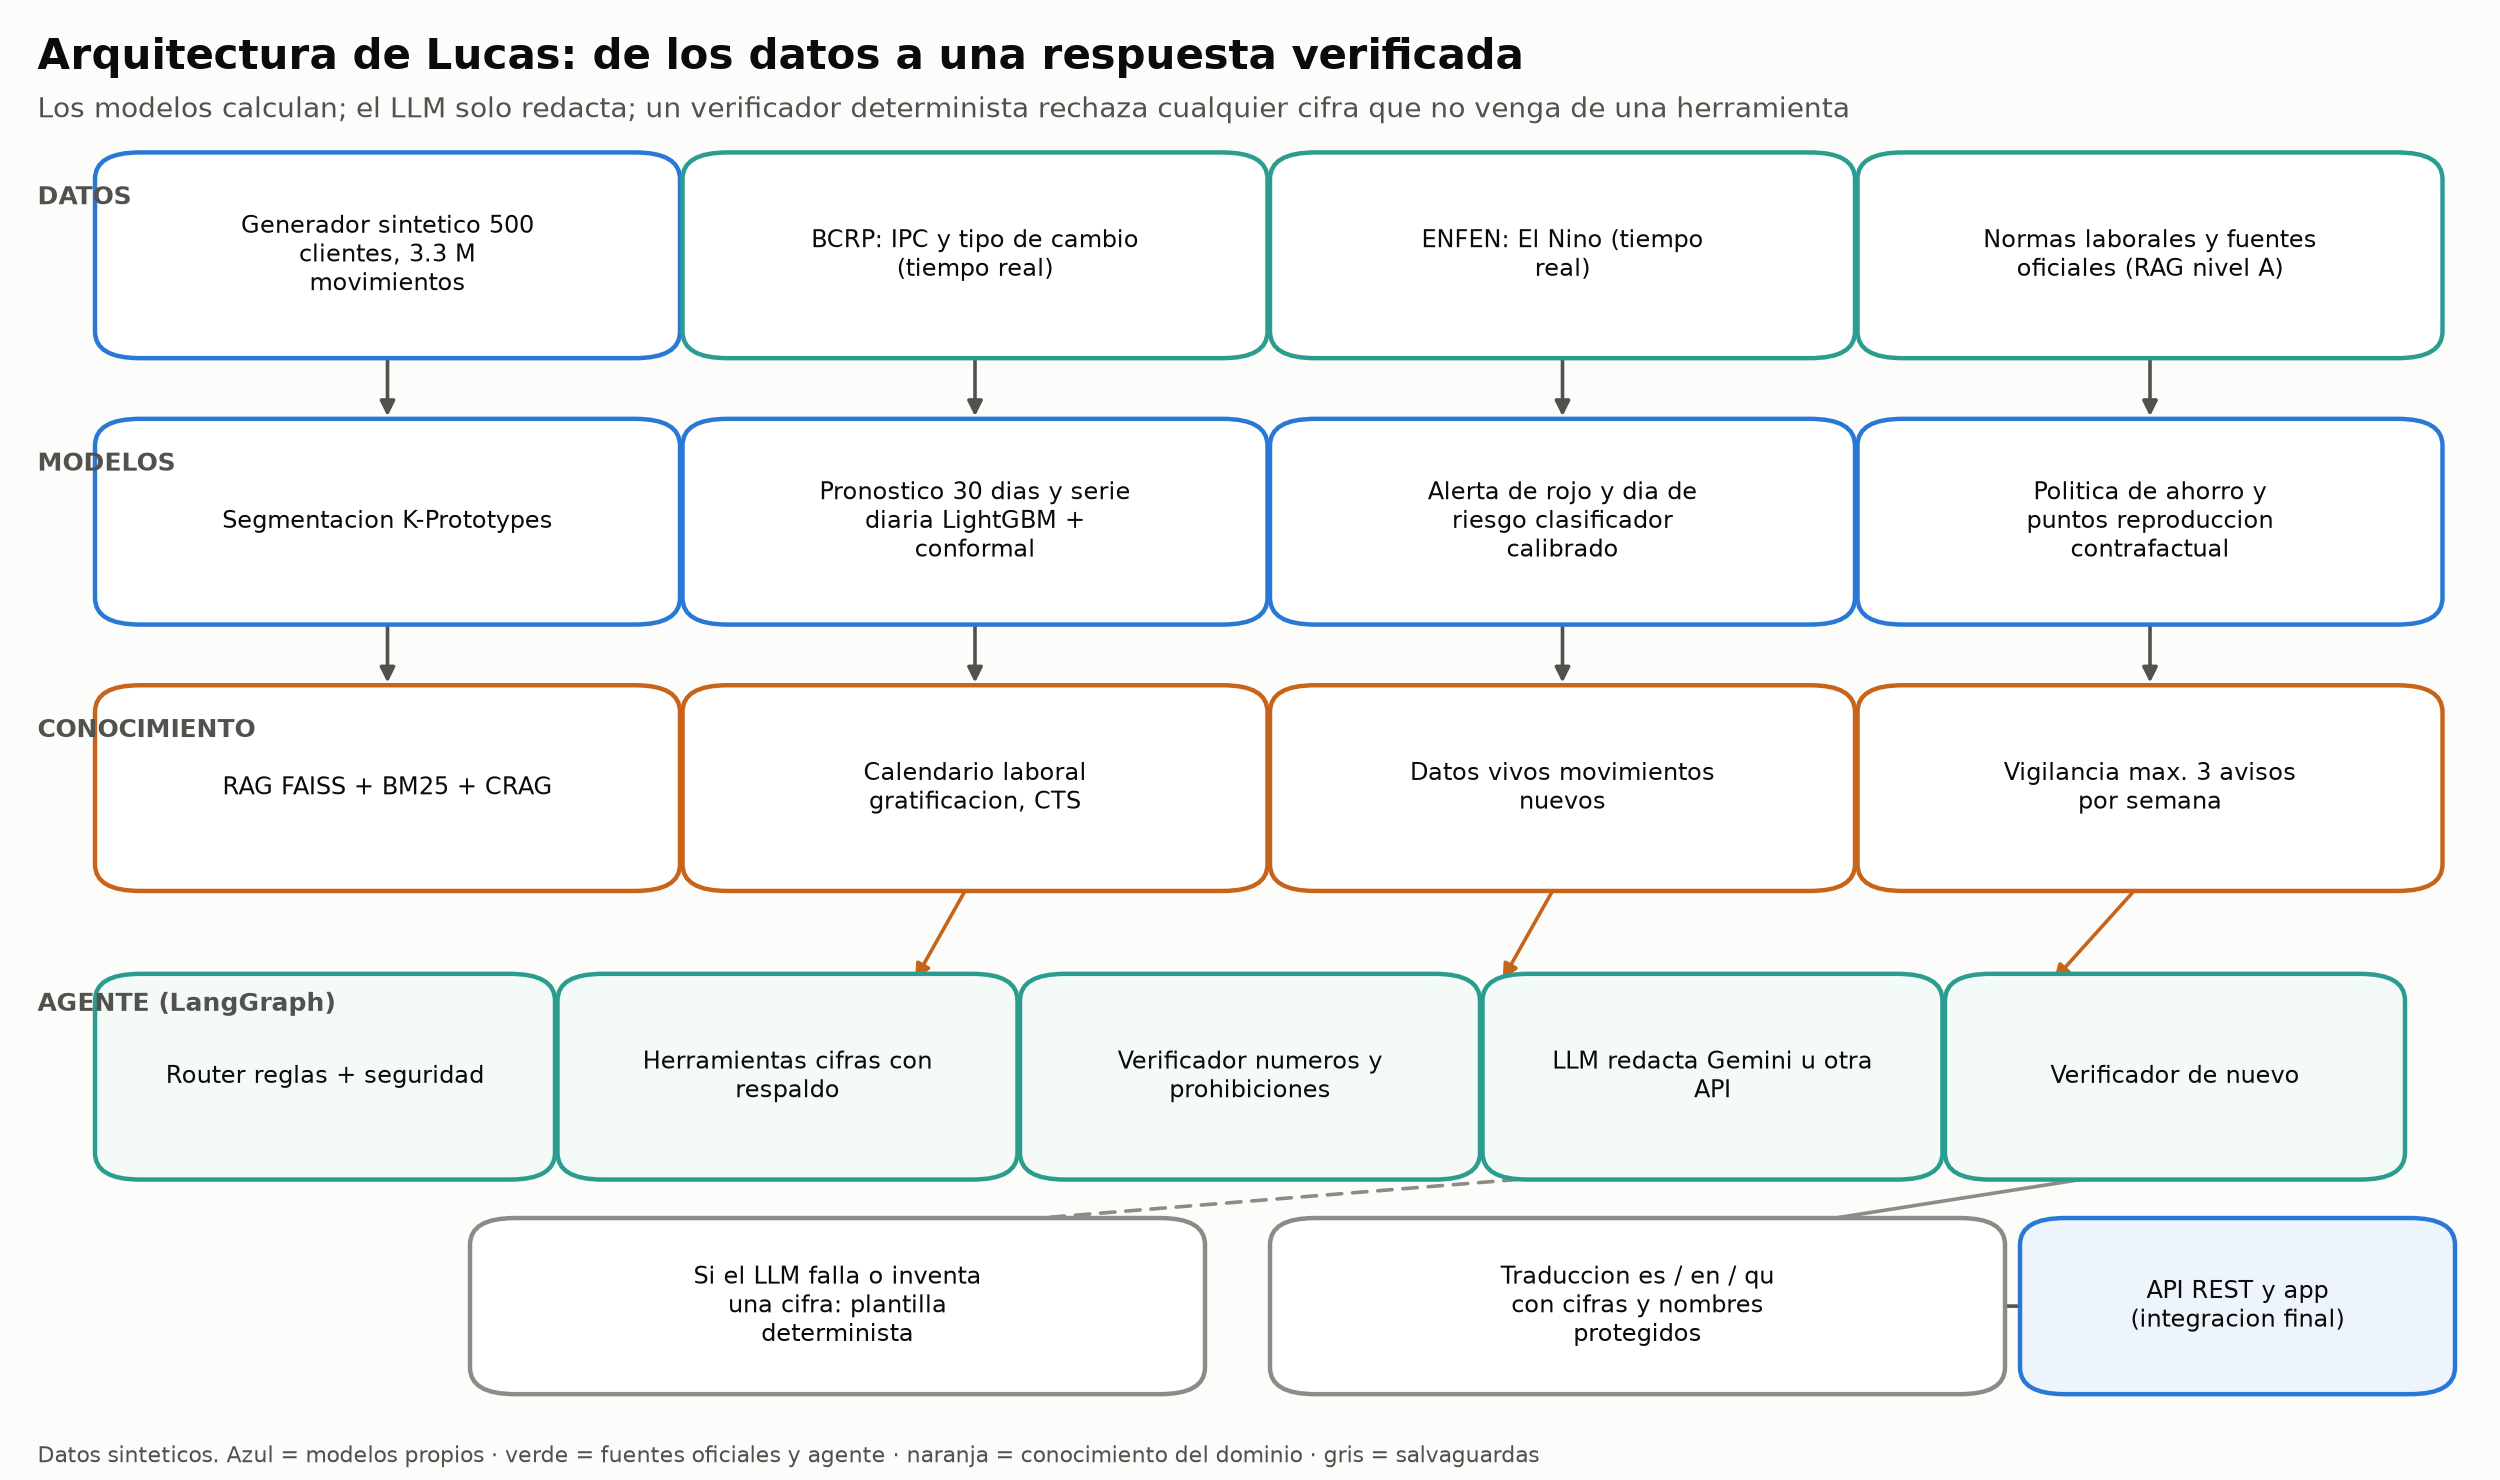 Arquitectura de Lucas: de los datos a una respuesta verificada
Los modelos calculan; el LLM solo redacta; un verificador determinista rechaza cualquier cifra que no venga de una herramienta
DATOS
Generador sintetico 500
clientes, 3.3 M
movimientos
BCRP: IPC y tipo de cambio
(tiempo real)
ENFEN: El Nino (tiempo
real)
Normas laborales y fuentes
oficiales (RAG nivel A)
MODELOS
Segmentacion K-Prototypes
Pronostico 30 dias y serie
diaria LightGBM +
conformal
Alerta de rojo y dia de
riesgo clasificador
calibrado
Politica de ahorro y
puntos reproduccion
contrafactual
CONOCIMIENTO
RAG FAISS + BM25 + CRAG
Calendario laboral
gratificacion, CTS
Datos vivos movimientos
nuevos
Vigilancia max. 3 avisos
por semana
AGENTE (LangGraph)
Router reglas + seguridad
Herramientas cifras con
respaldo
Verificador numeros y
prohibiciones
LLM redacta Gemini u otra
API
Verificador de nuevo
Si el LLM falla o inventa
una cifra: plantilla
determinista
Traduccion es / en / qu
con cifras y nombres
protegidos
API REST y app
(integracion final)
Datos sinteticos. Azul = modelos propios · verde = fuentes oficiales y agente · naranja = conocimiento del dominio · gris = salvaguardas